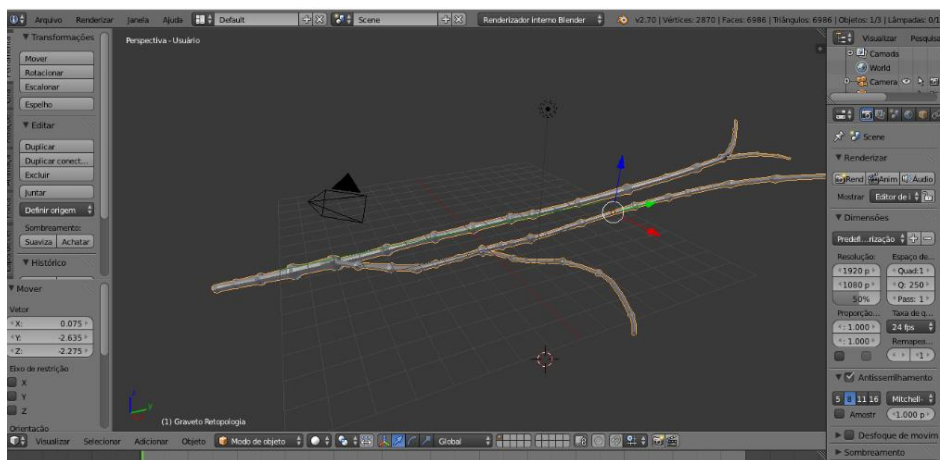 Arquivo Renderizar Janela Ajuda Default Scene Renderizador interno Blender v2.70 | Vértices: 2870 | Faces: 6986 | Triângulos: 6986 | Objetos: 1/3 | Lâmpadas: 0/1
Transformações
Mover
Rotacionar
Escalonar
Espelho
Editar
Duplicar
Duplicar conect...
Excluir
Juntar
Definir origem
Sombreamento:
Suaviza Achatar
Histórico
Mover
Vetor
X: 0.075
Y: -2.635
Z: -2.275
Eixo de restrição
X
Y
Z
Orientação
Perspectiva - Usuário
(1) Graveto Retopologia
Visualizar Selecionar Adicionar Objeto Modo de objeto Global
Visualizar Pesquisa
Camada
World
Camera
Scene
Renderizar
Rend Anim Áudio
Mostrar Editor de i
Dimensões
Predef...rização
Resolução: Espaço de...
1920 p Quad:1
1080 p Q: 250
50% Pass: 1
Proporção... Taxa de q...
: 1.000 24 fps
: 1.000 Remapea...
1
Antisserrilhamento
5 8 11 16 Mitchell-
Amostr 1.000 p
Desfoque de movim
Sombreamento